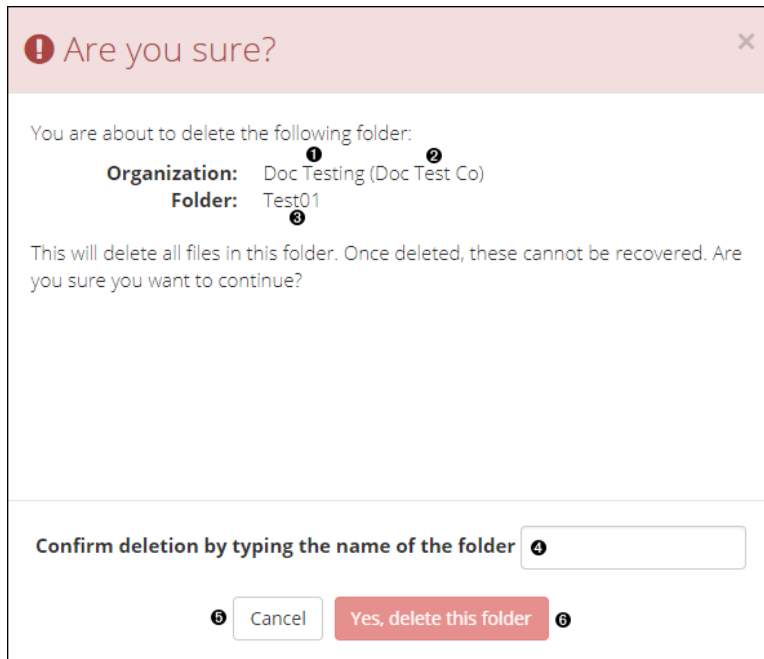 ! Are you sure? ×
You are about to delete the following folder:
❶ ❷
Organization: Doc Testing (Doc Test Co)
Folder: Test01
❸
This will delete all files in this folder. Once deleted, these cannot be recovered. Are
you sure you want to continue?
Confirm deletion by typing the name of the folder ❹
❺ Cancel Yes, delete this folder ❻